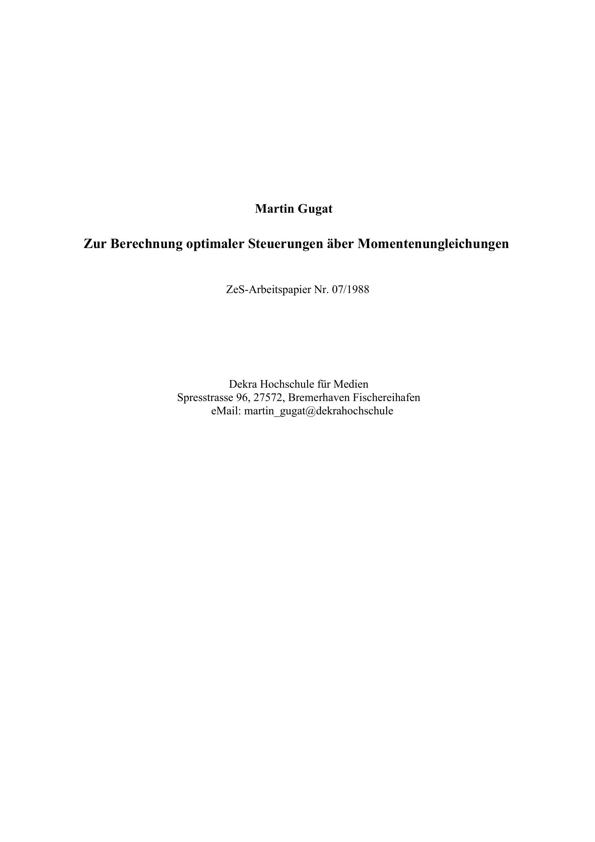 Martin Gugat
Zur Berechnung optimaler Steuerungen äber Momentenungleichungen
ZeS-Arbeitspapier Nr. 07/1988
Dekra Hochschule für Medien
Spresstrasse 96, 27572, Bremerhaven Fischereihafen
eMail: martin_gugat@dekrahochschule